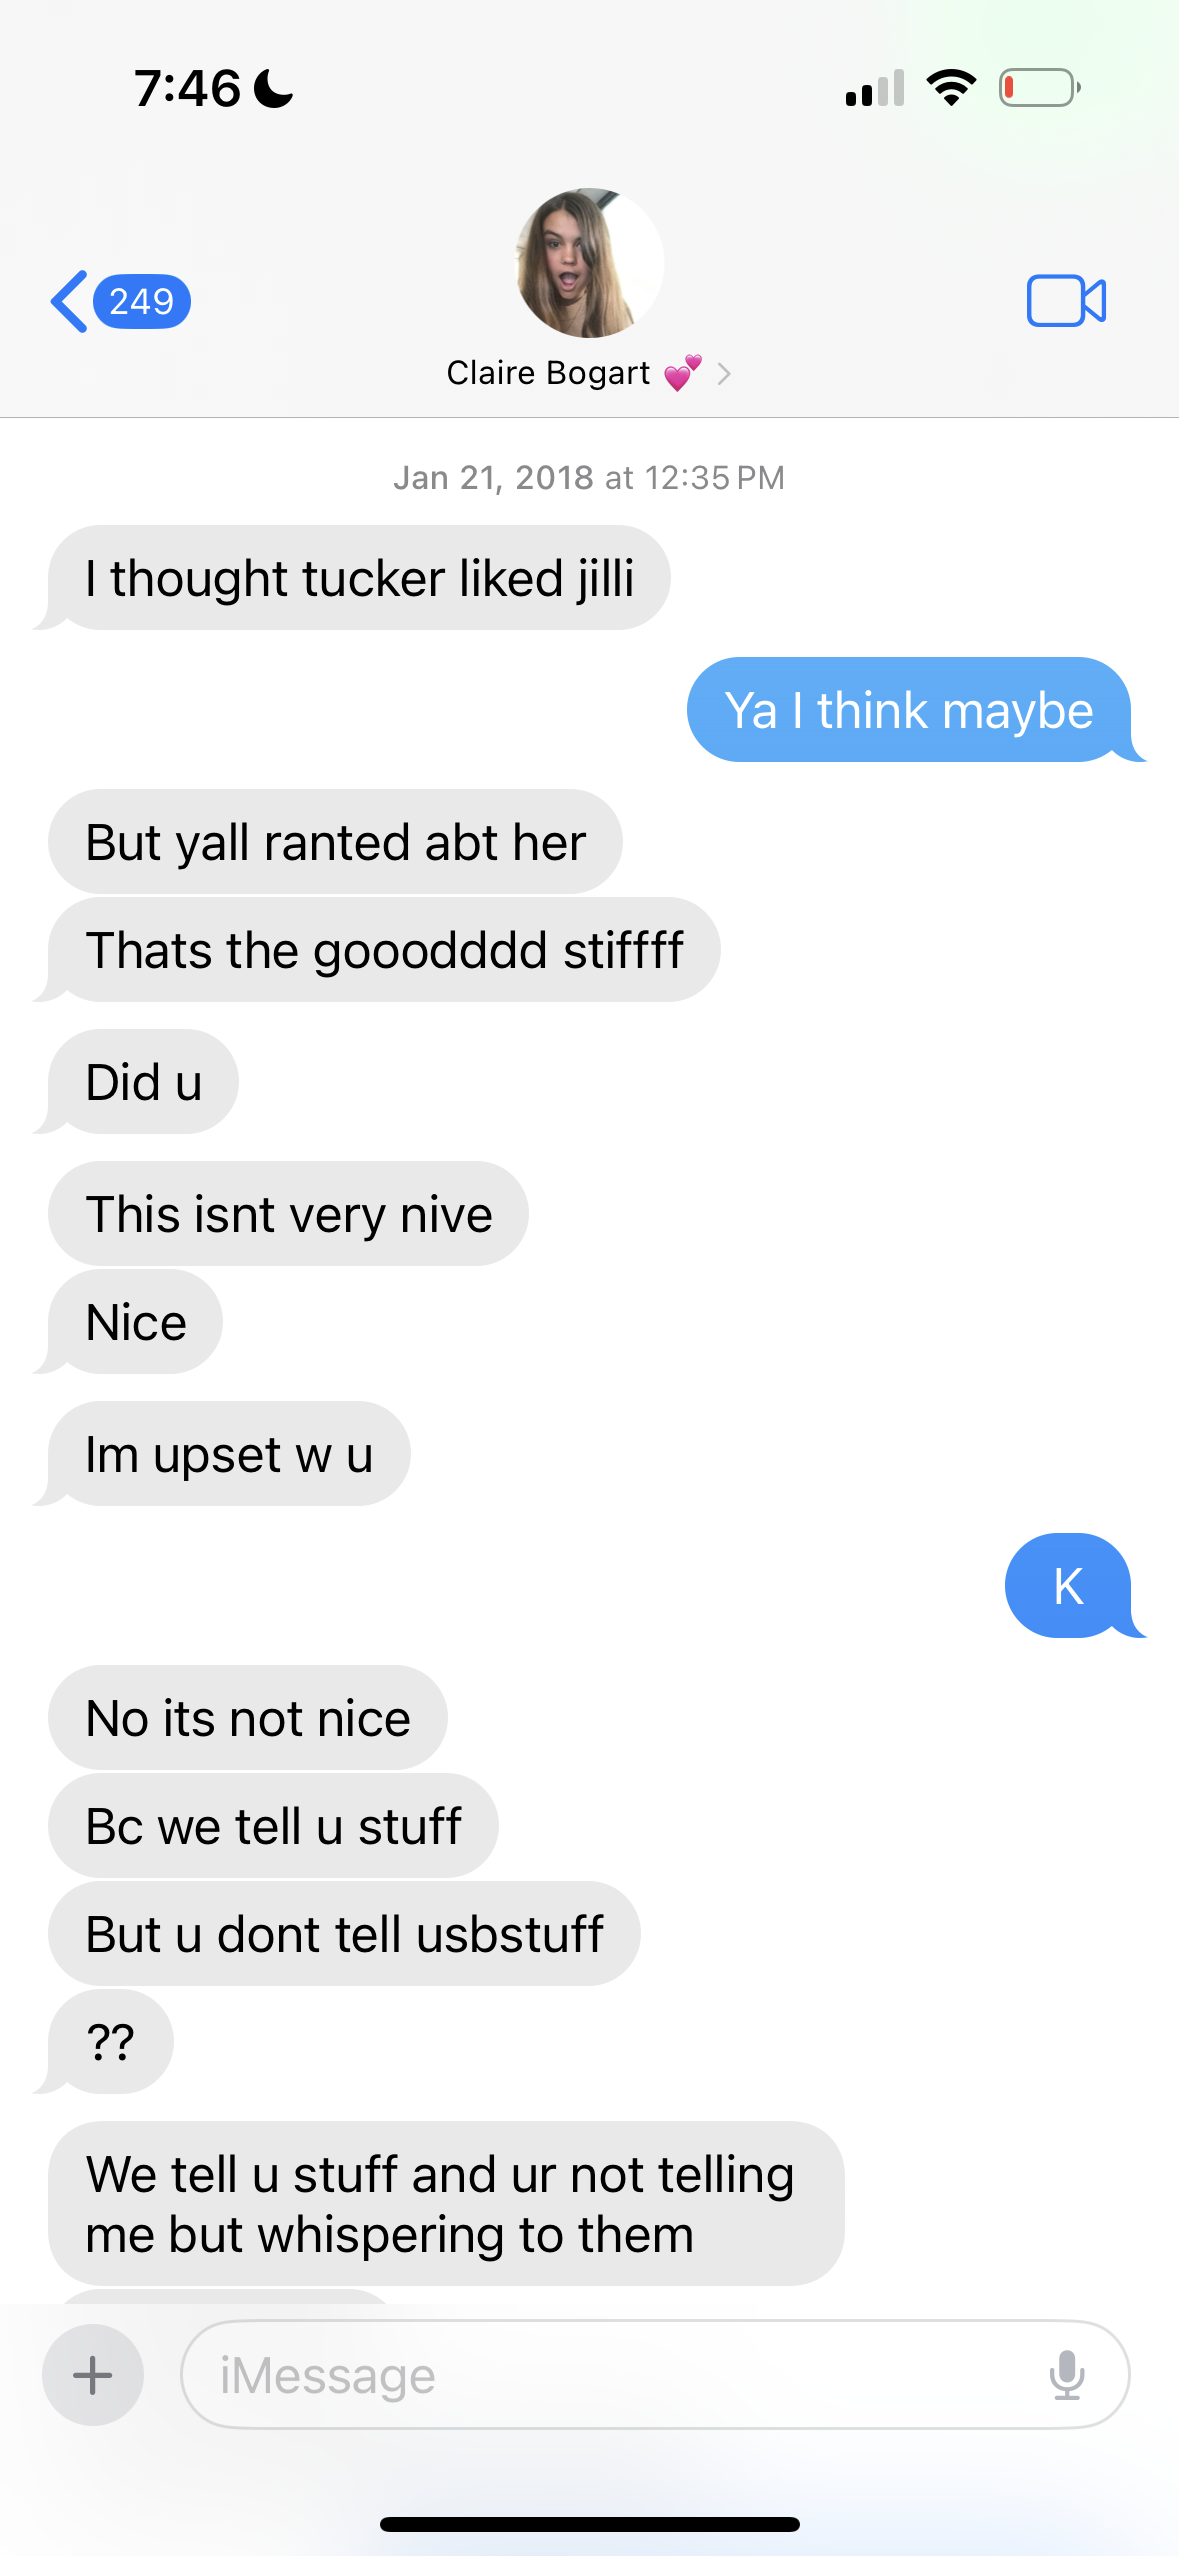 7:46
249
Claire Bogart 💕
Jan 21, 2018 at 12:35 PM
I thought tucker liked jilli
Ya I think maybe
But yall ranted abt her
Thats the gooodddd stiffff
Did u
This isnt very nive
Nice
Im upset w u
K
No its not nice
Bc we tell u stuff
But u dont tell usbstuff
??
We tell u stuff and ur not telling
me but whispering to them
iMessage